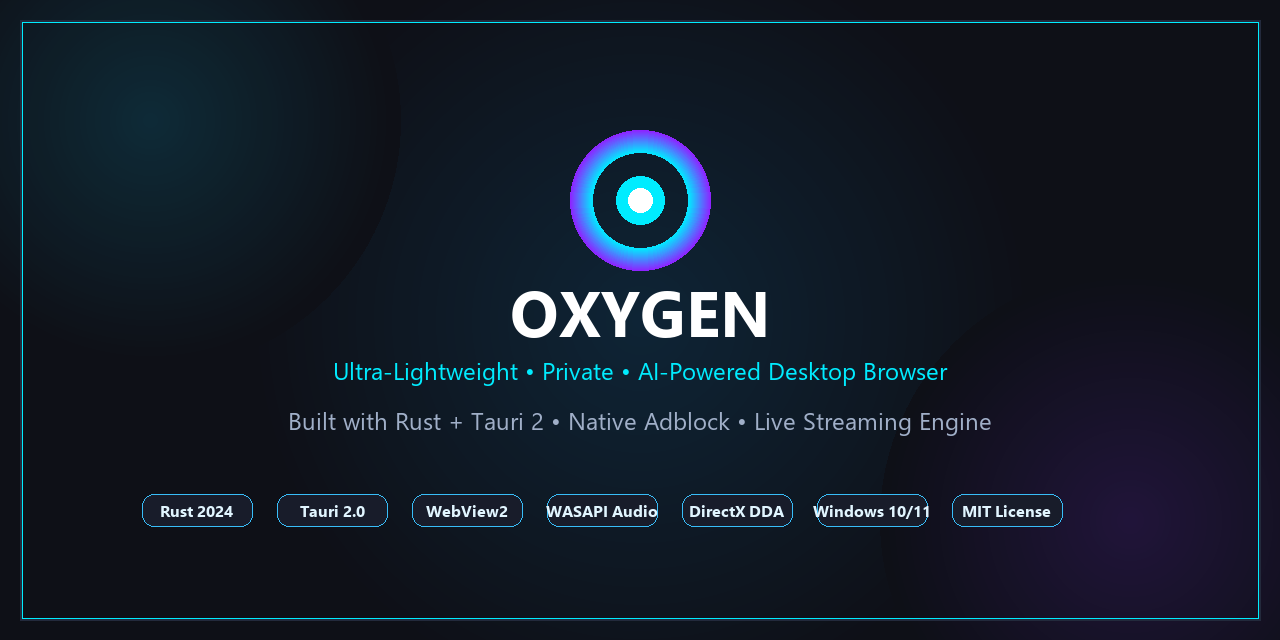 OXYGEN
Ultra-Lightweight • Private • AI-Powered Desktop Browser
Built with Rust + Tauri 2 • Native Adblock • Live Streaming Engine
Rust 2024 Tauri 2.0 WebView2 WASAPI Audio DirectX DDA Windows 10/11 MIT License